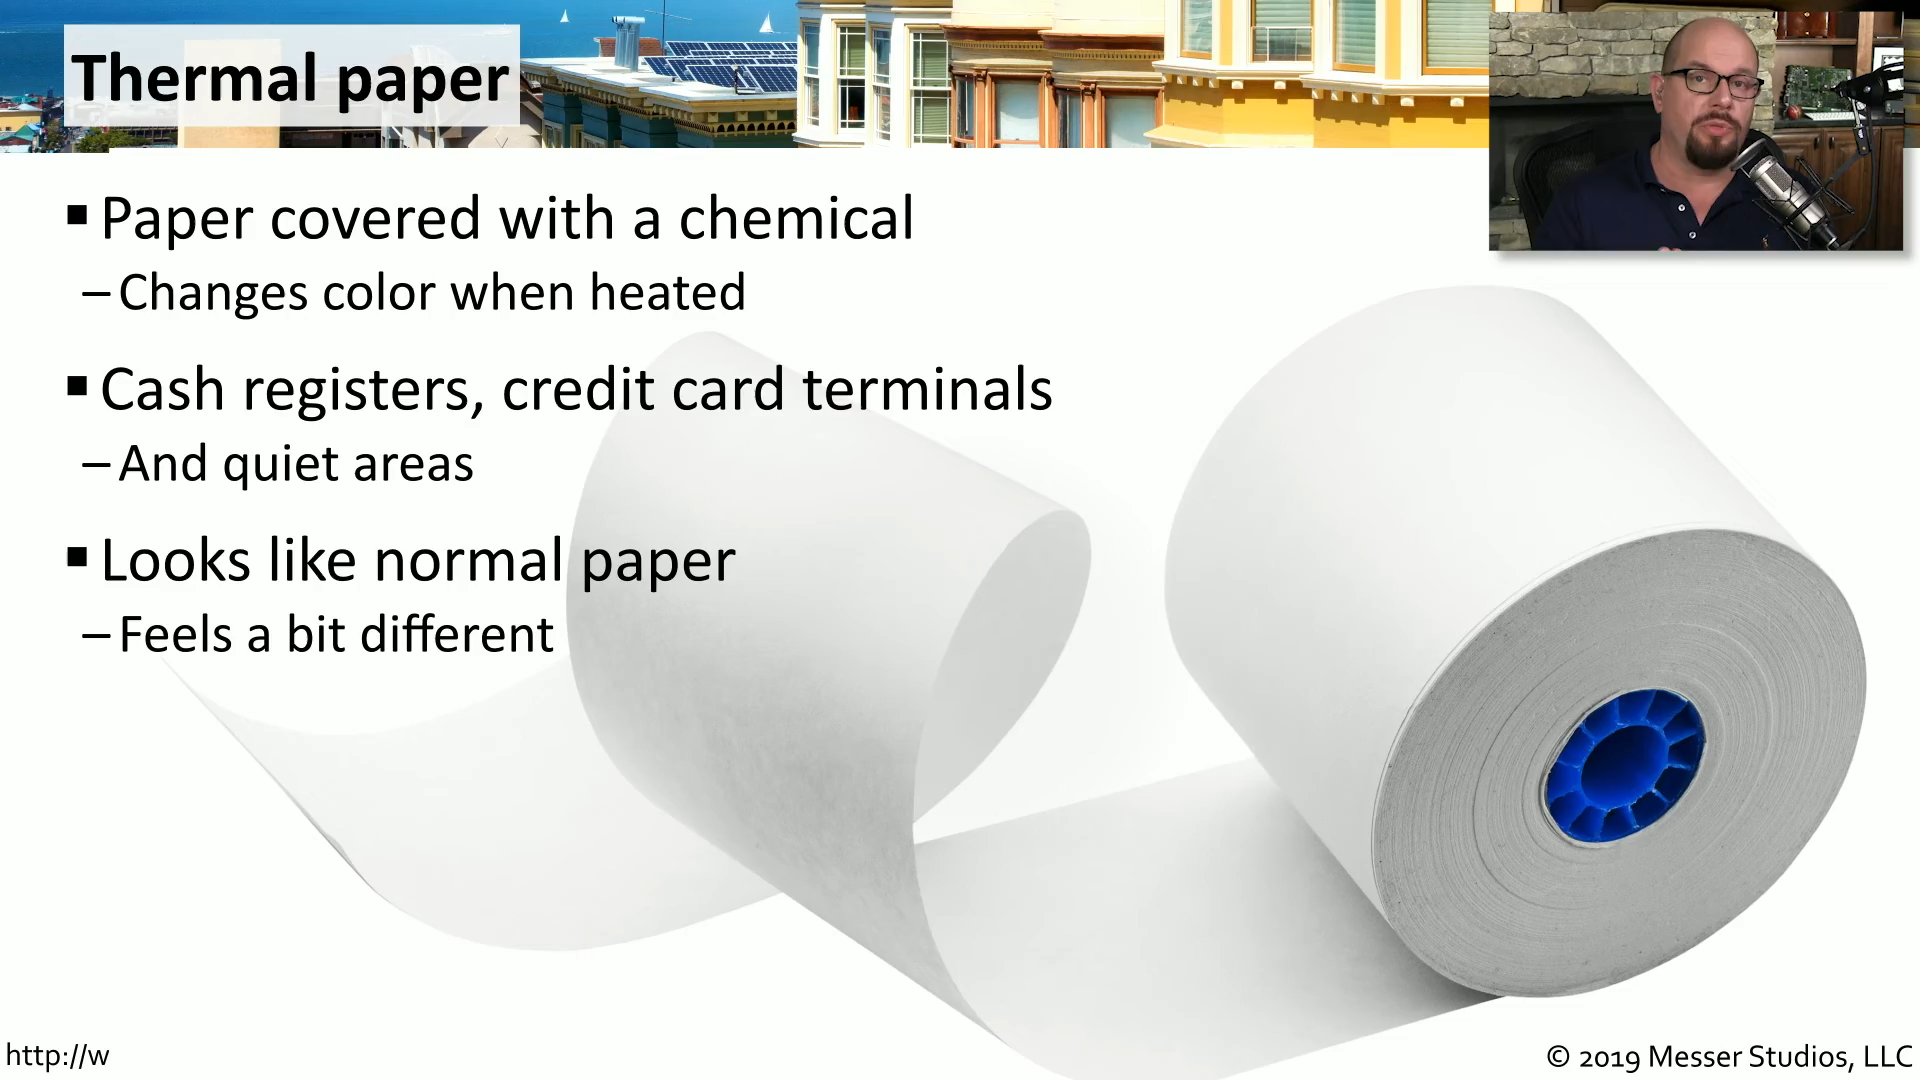 Thermal paper
▪ Paper covered with a chemical
– Changes color when heated
▪ Cash registers, credit card terminals
– And quiet areas
▪ Looks like normal paper
– Feels a bit different
http://w
© 2019 Messer Studios, LLC